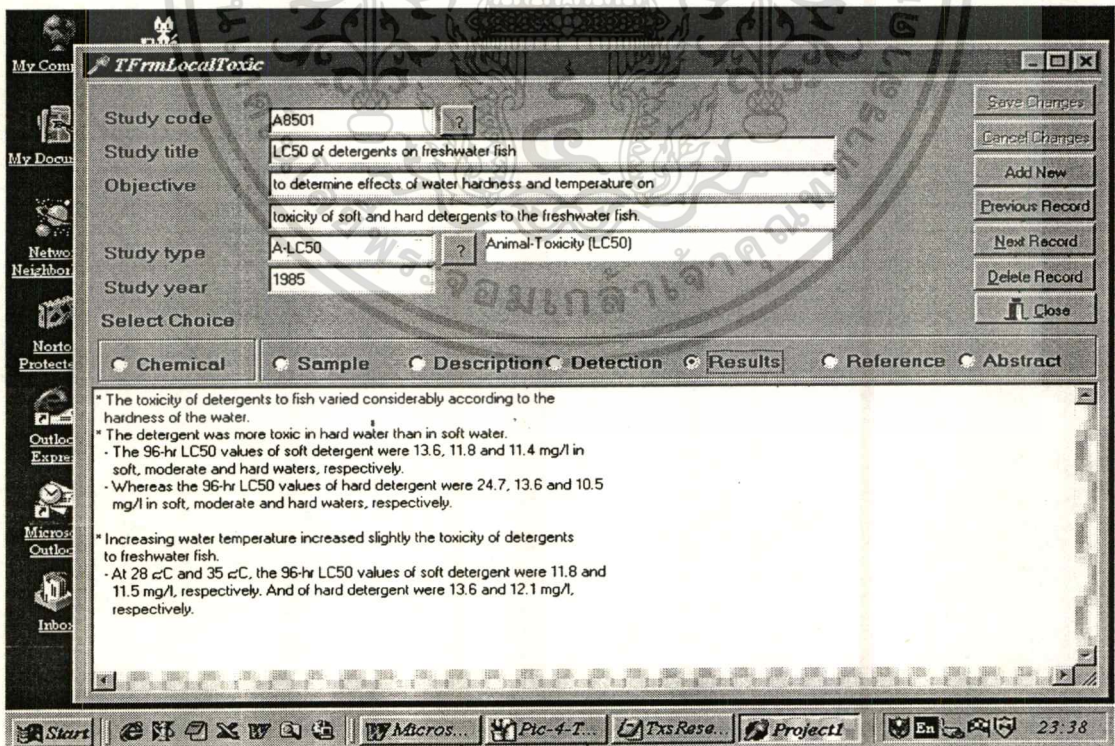 My Com
TFrmLocalToxic
Study code A8501 ?
Save Changes
My Docu
Study title LC50 of detergents on freshwater fish
Cancel Changes
Objective to determine effects of water hardness and temperature on
Add New
toxicity of soft and hard detergents to the freshwater fish.
Previous Record
Netwo
Neighbor
Study type A-LC50 ? Animal-Toxicity (LC50)
Next Record
Study year 1985
Delete Record
Select Choice
Close
Norto
Protecte
Chemical Sample Description Detection Results Reference Abstract
* The toxicity of detergents to fish varied considerably according to the
hardness of the water.
* The detergent was more toxic in hard water than in soft water.
- The 96-hr LC50 values of soft detergent were 13.6, 11.8 and 11.4 mg/l in
soft, moderate and hard waters, respectively.
- Whereas the 96-hr LC50 values of hard detergent were 24.7, 13.6 and 10.5
mg/l in soft, moderate and hard waters, respectively.
* Increasing water temperature increased slightly the toxicity of detergents
to freshwater fish.
- At 28 °C and 35 °C, the 96-hr LC50 values of soft detergent were 11.8 and
11.5 mg/l, respectively. And of hard detergent were 13.6 and 12.1 mg/l,
respectively.
Outloo
Expre
Microso
Outloo
Inbox
Start Micros... Pic-4-T... TxsRese... Project1 En 23:38